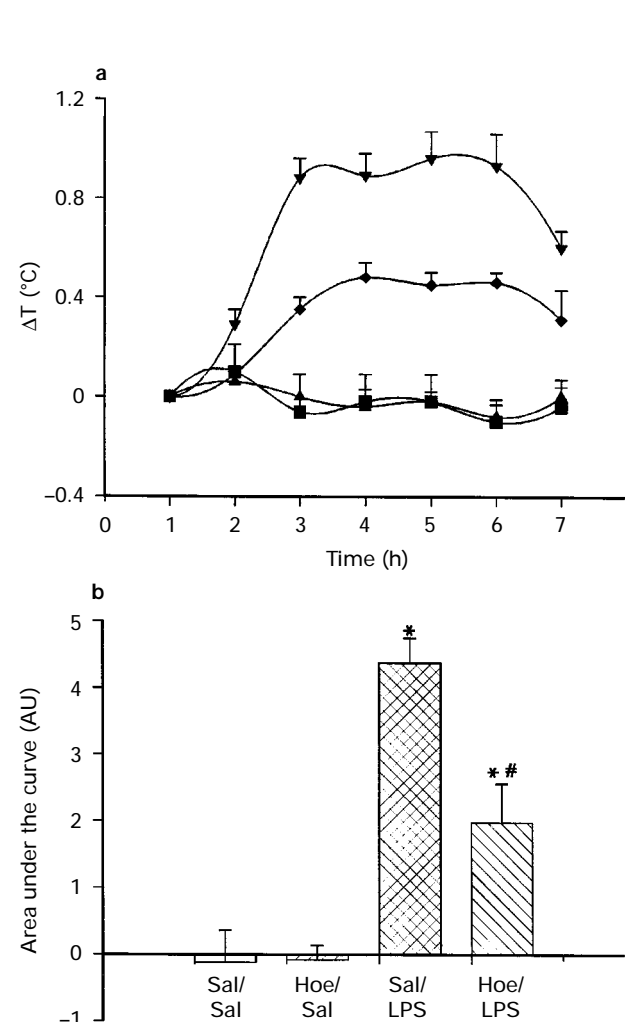 a
1.2
0.8
0.4
0
–0.4
ΔT (°C)
0 1 2 3 4 5 6 7
Time (h)
b
5
4
3
2
1
0
–1
Area under the curve (AU)
*
* #
Sal/ Hoe/ Sal/ Hoe/
Sal Sal LPS LPS